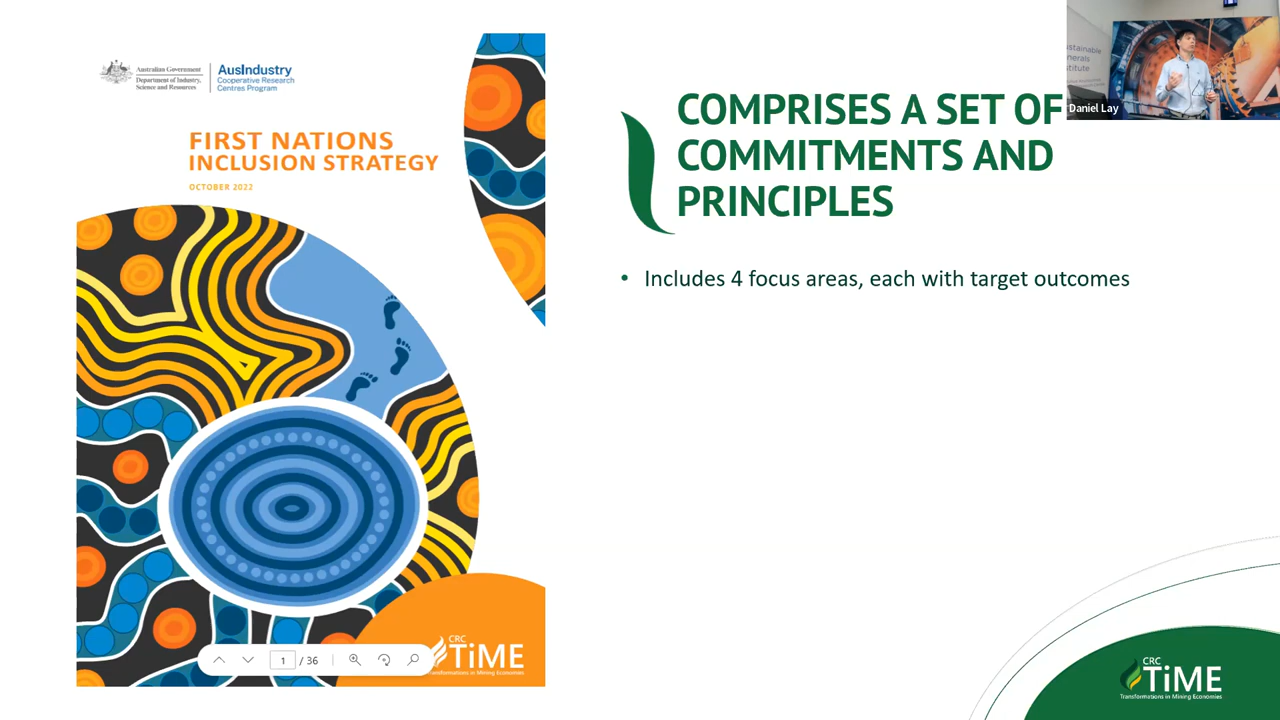 Australian Government
Department of Industry,
Science and Resources
AusIndustry
Cooperative Research
Centres Program
FIRST NATIONS
INCLUSION STRATEGY
OCTOBER 2022
1 / 36
CRC
TiME
Transformations in Mining Economies
COMPRISES A SET OF
COMMITMENTS AND
PRINCIPLES
• Includes 4 focus areas, each with target outcomes
Daniel Lay
CRC
TiME
Transformations in Mining Economies